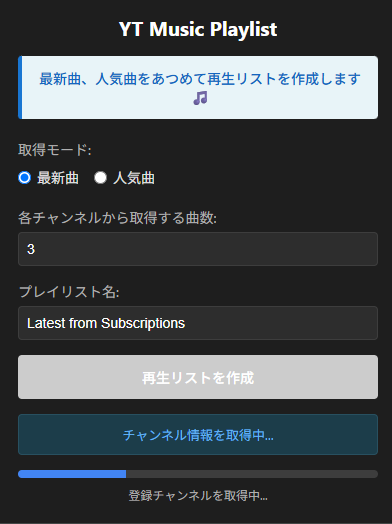 YT Music Playlist
最新曲、人気曲をあつめて再生リストを作成します
🎵
取得モード:
最新曲 人気曲
各チャンネルから取得する曲数:
3
プレイリスト名:
Latest from Subscriptions
再生リストを作成
チャンネル情報を取得中...
登録チャンネルを取得中...